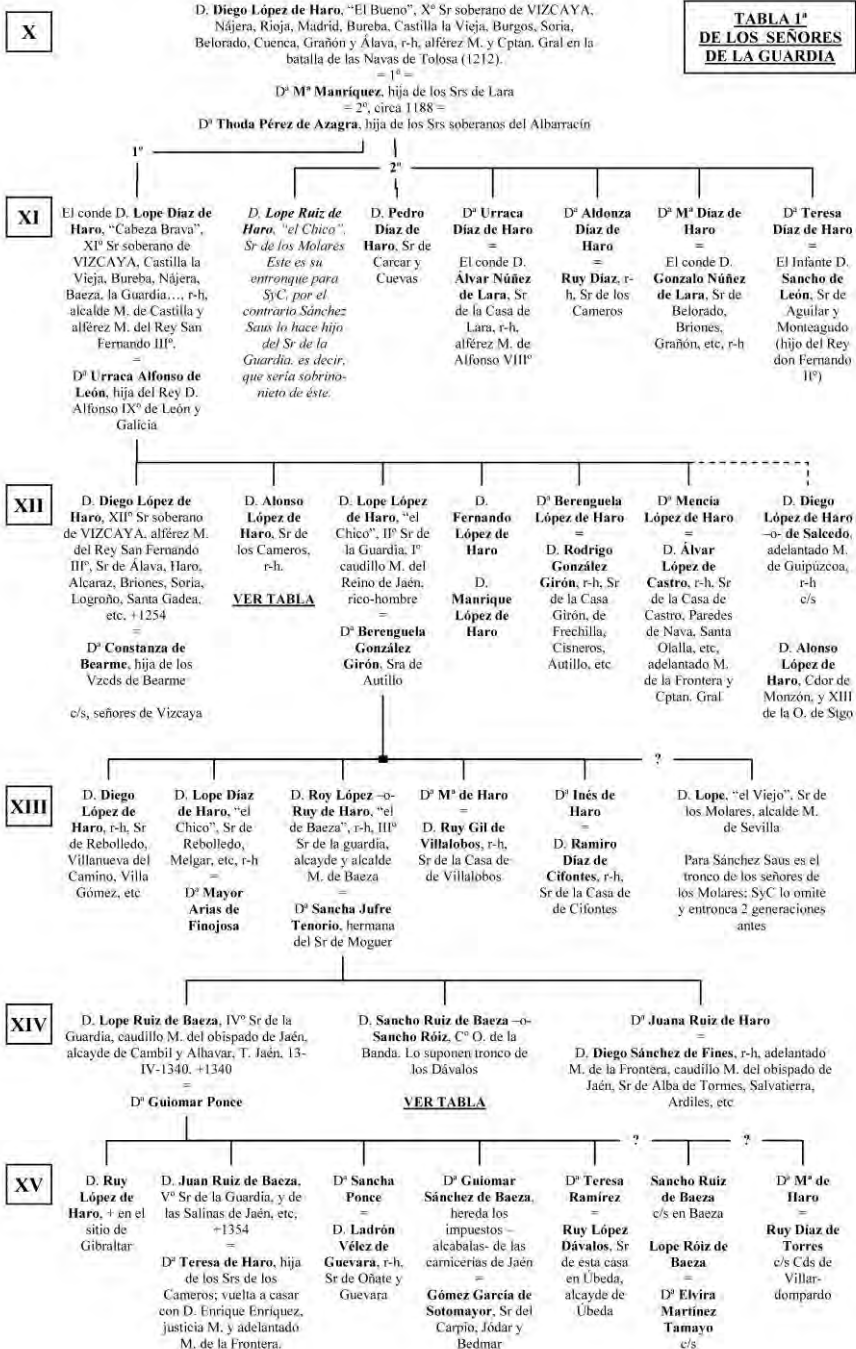 X
D. Diego López de Haro, “El Bueno”, Xº Sr soberano de VIZCAYA,
Nájera, Rioja, Madrid, Bureba, Castilla la Vieja, Burgos, Soria,
Belorado, Cuenca, Grañón y Álava, r-h, alférez M. y Cptan. Gral en la
batalla de las Navas de Tolosa (1212).
= 1º =
Dª Mª Manríquez, hija de los Srs de Lara
= 2º, circa 1188 =
Dª Thoda Pérez de Azagra, hija de los Srs soberanos del Albarracín
TABLA 1ª
DE LOS SEÑORES
DE LA GUARDIA
1º
2º
XI
El conde D. Lope Díaz de
Haro, “Cabeza Brava”,
XIº Sr soberano de
VIZCAYA, Castilla la
Vieja, Bureba, Nájera,
Baeza, la Guardia…, r-h,
alcalde M. de Castilla y
alférez M. del Rey San
Fernando IIIº.
=
Dª Urraca Alfonso de
León, hija del Rey D.
Alfonso IXº de León y
Galicia
D. Lope Ruiz de
Haro, “el Chico”,
Sr de los Molares
Este es su
entronque para
SyC, por el
contrario Sánchez
Saus lo hace hijo
del Sr de la
Guardia, es decir,
que sería sobrino-
nieto de éste.
D. Pedro
Díaz de
Haro, Sr de
Carcar y
Cuevas
Dª Urraca
Díaz de Haro
=
El conde D.
Álvar Núñez
de Lara, Sr
de la Casa de
Lara, r-h,
alférez M. de
Alfonso VIIIº
Dª Aldonza
Díaz de
Haro
=
Ruy Díaz, r-
h, Sr de los
Cameros
Dª Mª Díaz de
Haro
=
El conde D.
Gonzalo Núñez
de Lara, Sr de
Belorado,
Briones,
Grañón, etc, r-h
Dª Teresa
Díaz de Haro
=
El Infante D.
Sancho de
León, Sr de
Aguilar y
Monteagudo
(hijo del Rey
don Fernando
IIº)
XII
D. Diego López de
Haro, XIIº Sr soberano
de VIZCAYA, alférez M.
del Rey San Fernando
IIIº, Sr de Álava, Haro,
Alcaraz, Briones, Soria,
Logroño, Santa Gadea,
etc, +1254
=
Dª Constanza de
Bearme, hija de los
Vzcds de Bearme
c/s, señores de Vizcaya
D. Alonso
López de
Haro, Sr de
los Cameros,
r-h.
VER TABLA
D. Lope López
de Haro, “el
Chico”, IIº Sr de
la Guardia, Iº
caudillo M. del
Reino de Jaén,
rico-hombre
=
Dª Berenguela
González
Girón, Sra de
Autillo
D.
Fernando
López de
Haro
D.
Manrique
López de
Haro
Dª Berenguela
López de Haro
=
D. Rodrigo
González
Girón, r-h, Sr
de la Casa
Girón, de
Frechilla,
Cisneros,
Autillo, etc
Dª Mencía
López de Haro
=
D. Álvar
López de
Castro, r-h, Sr
de la Casa de
Castro, Paredes
de Nava, Santa
Olalla, etc,
adelantado M.
de la Frontera y
Cptan. Gral
D. Diego
López de Haro
–o- de Salcedo,
adelantado M.
de Guipúzcoa,
r-h
c/s
D. Alonso
López de
Haro, Cdor de
Monzón, y XIII
de la O. de Stgo
XIII
D. Diego
López de
Haro, r-h, Sr
de Rebolledo,
Villanueva del
Camino, Villa
Gómez, etc
D. Lope Díaz
de Haro, “el
Chico”, Sr de
Rebolledo,
Melgar, etc, r-h
=
Dª Mayor
Arias de
Finojosa
D. Roy López –o-
Ruy de Haro, “el
de Baeza”, r-h, IIIº
Sr de la guardia,
alcayde y alcalde
M. de Baeza
=
Dª Sancha Jufre
Tenorio, hermana
del Sr de Moguer
Dª Mª de Haro
=
D. Ruy Gil de
Villalobos, r-h,
Sr de la Casa de
de Villalobos
Dª Inés de
Haro
=
D. Ramiro
Díaz de
Cifontes, r-h,
Sr de la Casa de
de Cifontes
?
D. Lope, “el Viejo”, Sr de
los Molares, alcalde M.
de Sevilla
Para Sánchez Saus es el
tronco de los señores de
los Molares; SyC lo omite
y entronca 2 generaciones
antes
XIV
D. Lope Ruiz de Baeza, IVº Sr de la
Guardia, caudillo M. del obispado de Jaén,
alcayde de Cambil y Alhavar, T. Jaén, 13-
IV-1340. +1340
=
Dª Guiomar Ponce
D. Sancho Ruiz de Baeza –o-
Sancho Róiz, Cº O. de la
Banda. Lo suponen tronco de
los Dávalos
VER TABLA
Dª Juana Ruiz de Haro
=
D. Diego Sánchez de Fines, r-h, adelantado
M. de la Frontera, caudillo M. del obispado de
Jaén, Sr de Alba de Tormes, Salvatierra,
Ardiles, etc
XV
D. Ruy
López de
Haro, + en el
sitio de
Gibraltar
D. Juan Ruiz de Baeza,
Vº Sr de la Guardia, y de
las Salinas de Jaén, etc,
+1354
=
Dª Teresa de Haro, hija
de los Srs de los
Cameros; vuelta a casar
con D. Enrique Enríquez,
justicia M. y adelantado
M. de la Frontera.
Dª Sancha
Ponce
=
D. Ladrón
Vélez de
Guevara, r-h,
Sr de Oñate y
Guevara
Dª Guiomar
Sánchez de Baeza,
hereda los
impuestos –
alcabalas- de las
carnicerías de Jaén
=
Gómez García de
Sotomayor, Sr del
Carpio, Jódar y
Bedmar
Dª Teresa
Ramírez
=
Ruy López
Dávalos, Sr
de esta casa
en Úbeda,
alcayde de
Úbeda
?
Sancho Ruiz
de Baeza
c/s en Baeza
Lope Róiz de
Baeza
=
Dª Elvira
Martínez
Tamayo
c/s
?
Dª Mª de
Haro
=
Ruy Díaz de
Torres
c/s Cds de
Villar-
dompardo